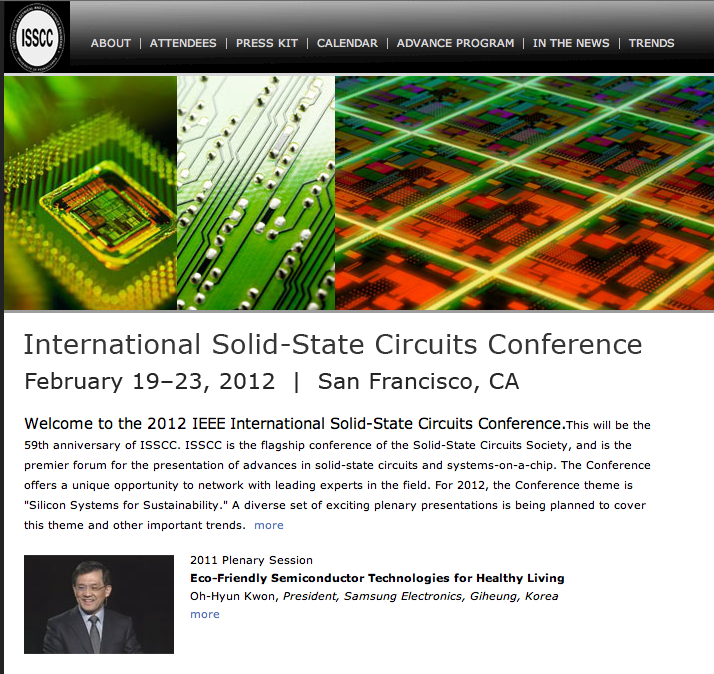 ISSCC
ABOUT | ATTENDEES | PRESS KIT | CALENDAR | ADVANCE PROGRAM | IN THE NEWS | TRENDS
International Solid-State Circuits Conference
February 19–23, 2012 | San Francisco, CA
Welcome to the 2012 IEEE International Solid-State Circuits Conference.This will be the
59th anniversary of ISSCC. ISSCC is the flagship conference of the Solid-State Circuits Society, and is the
premier forum for the presentation of advances in solid-state circuits and systems-on-a-chip. The Conference
offers a unique opportunity to network with leading experts in the field. For 2012, the Conference theme is
"Silicon Systems for Sustainability." A diverse set of exciting plenary presentations is being planned to cover
this theme and other important trends. more
2011 Plenary Session
Eco-Friendly Semiconductor Technologies for Healthy Living
Oh-Hyun Kwon, President, Samsung Electronics, Giheung, Korea
more